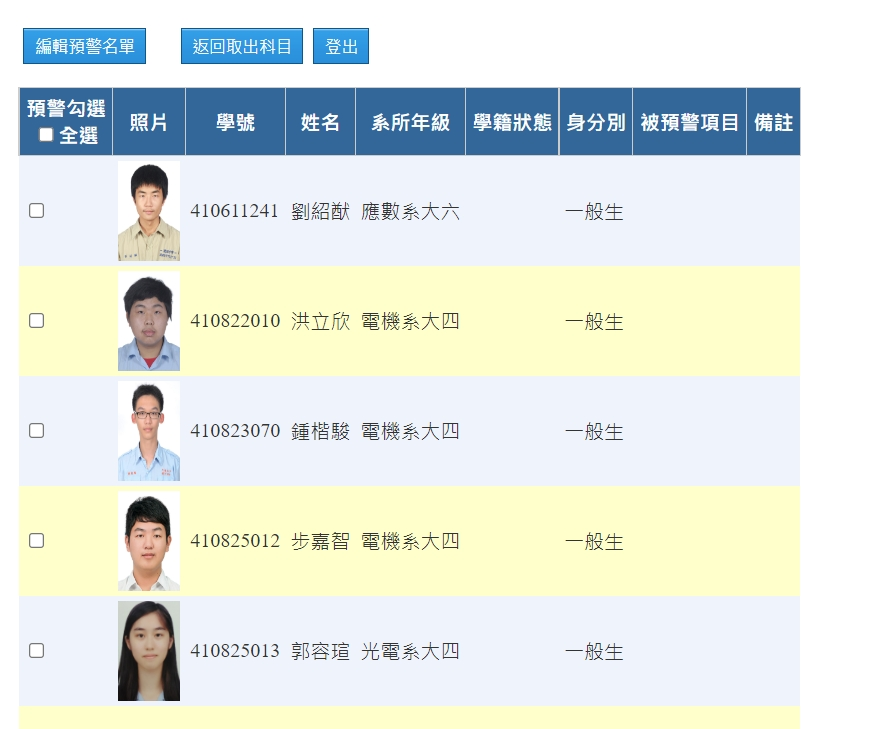 編輯預警名單 返回取出科目 登出
預警勾選 全選 照片 學號 姓名 系所年級 學籍狀態 身分別 被預警項目 備註
410611241 劉紹猷 應數系大六 一般生
410822010 洪立欣 電機系大四 一般生
410823070 鍾楷駿 電機系大四 一般生
410825012 步嘉智 電機系大四 一般生
410825013 郭容瑄 光電系大四 一般生